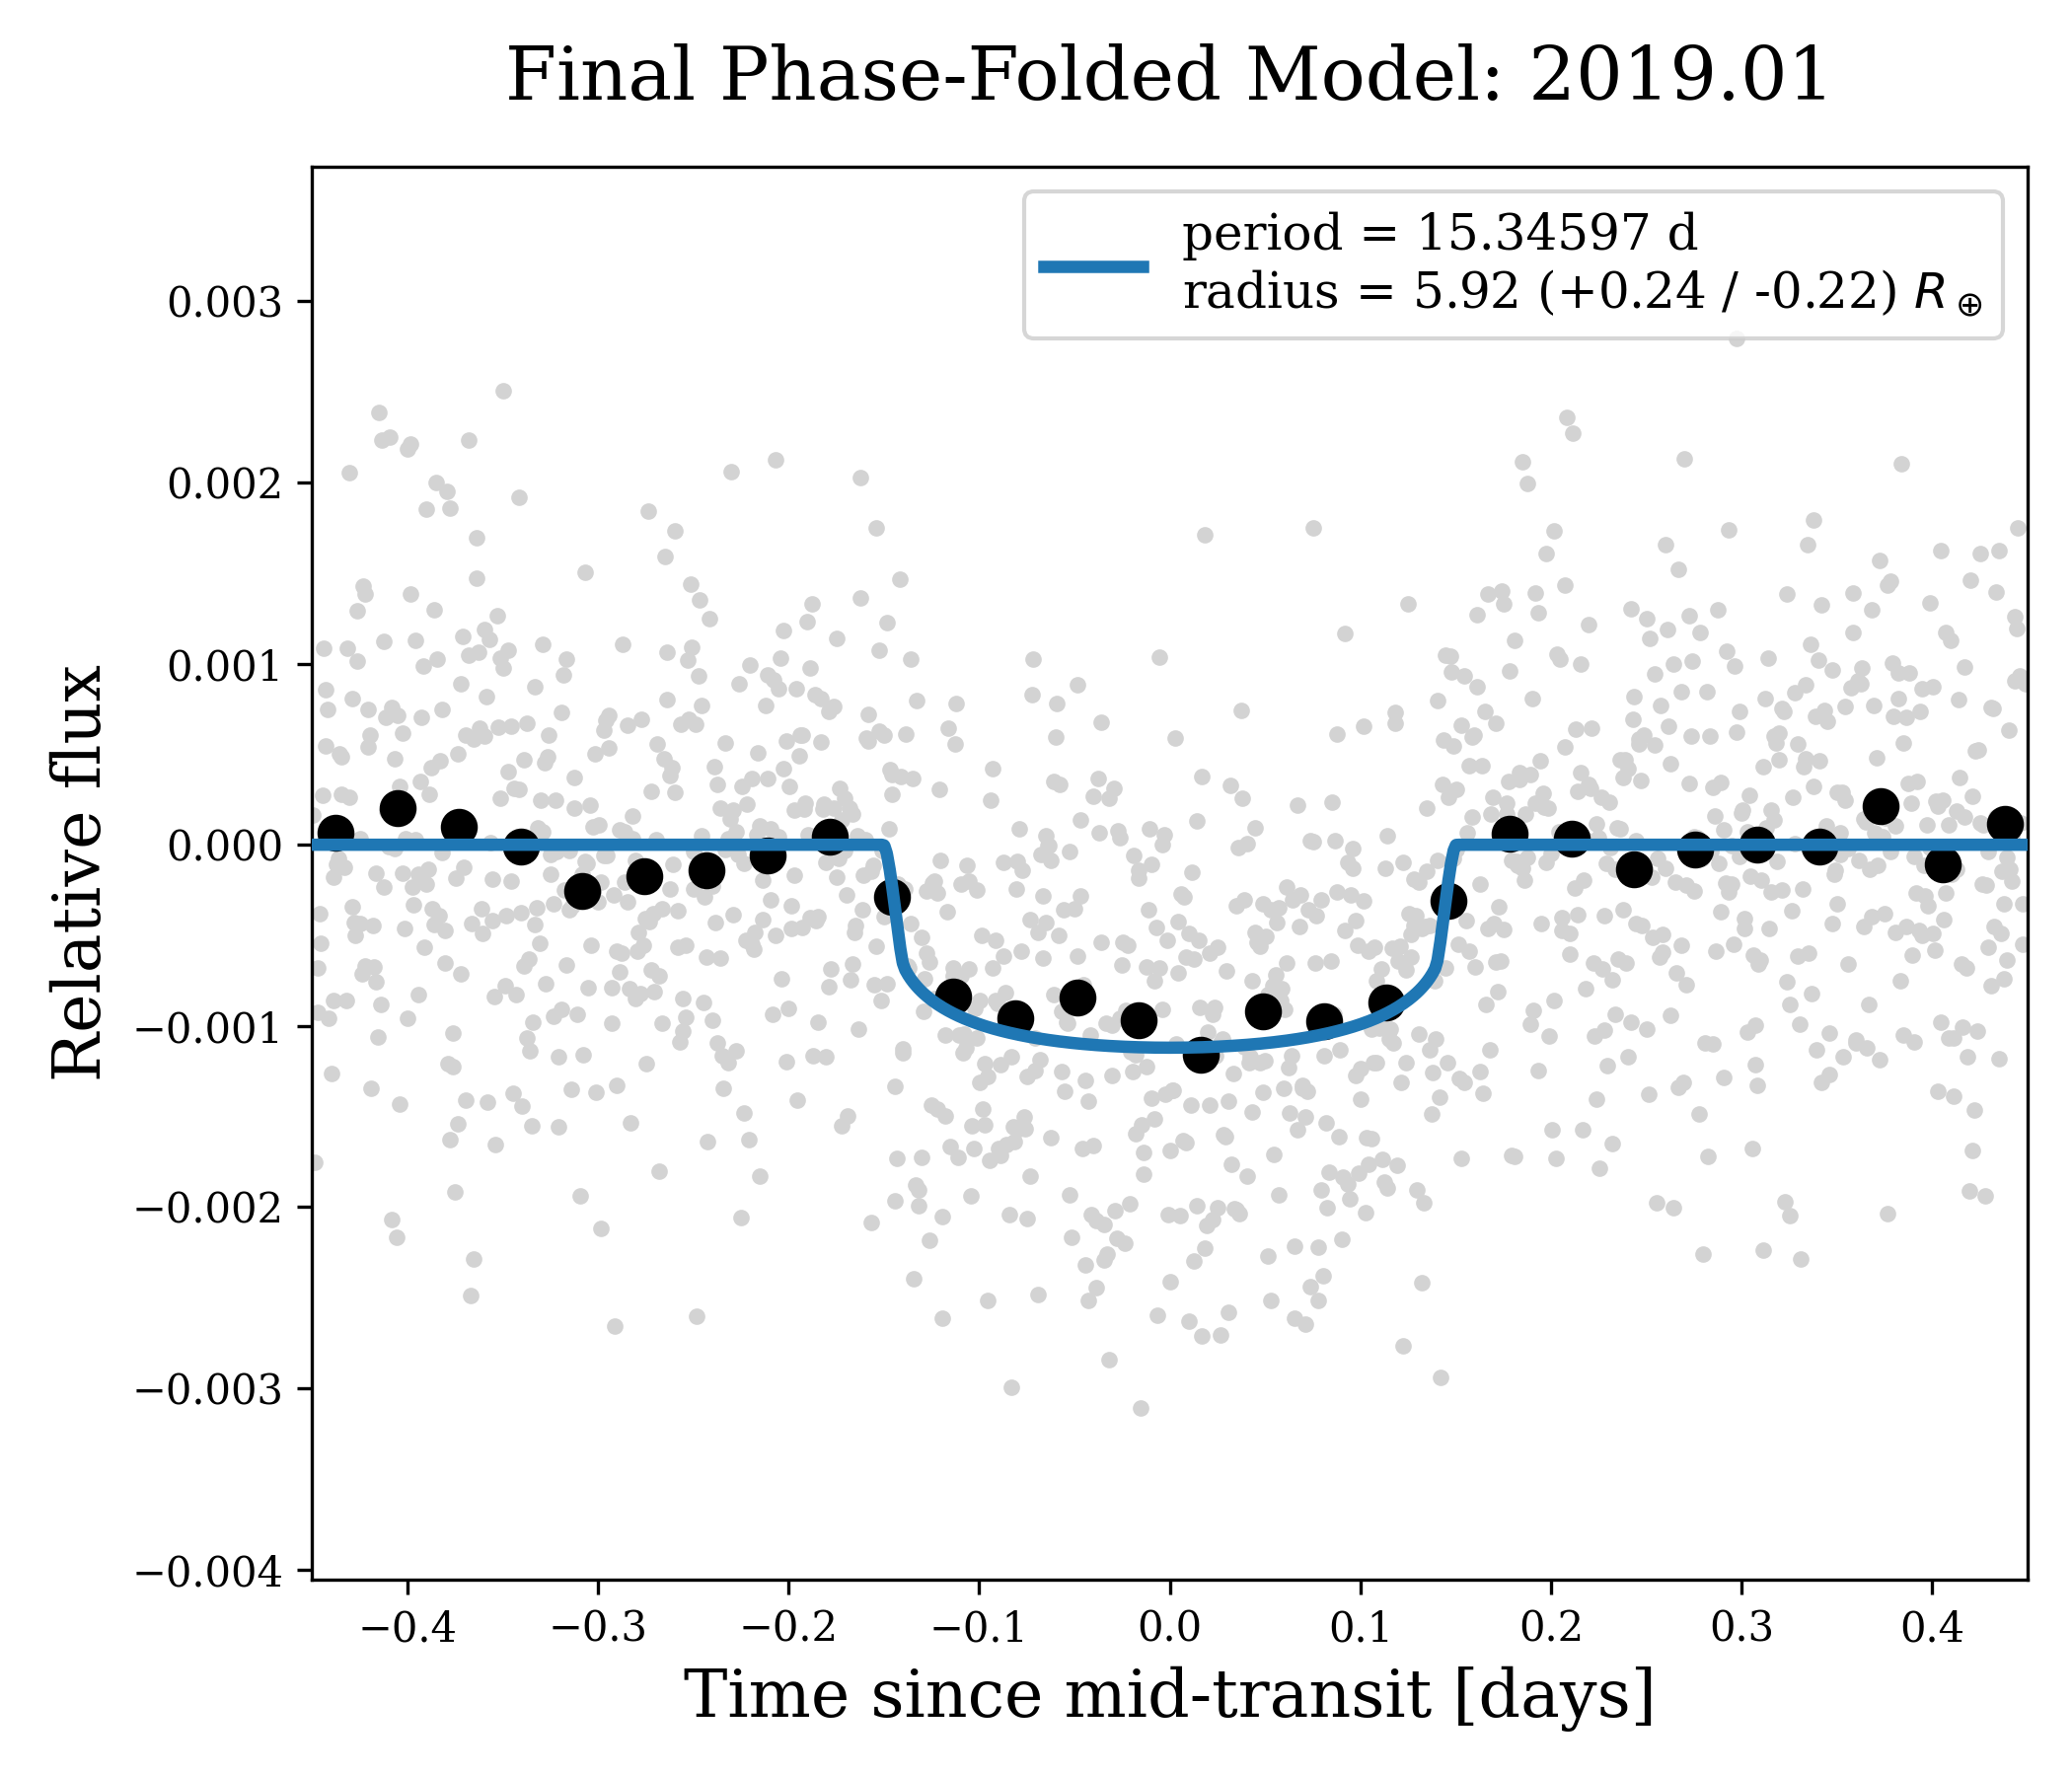 Final Phase-Folded Model: 2019.01
period = 15.34597 d
radius = 5.92 (+0.24 / -0.22) R⊕
0.003
0.002
0.001
0.000
−0.001
−0.002
−0.003
−0.004
Relative flux
−0.4 −0.3 −0.2 −0.1 0.0 0.1 0.2 0.3 0.4
Time since mid-transit [days]